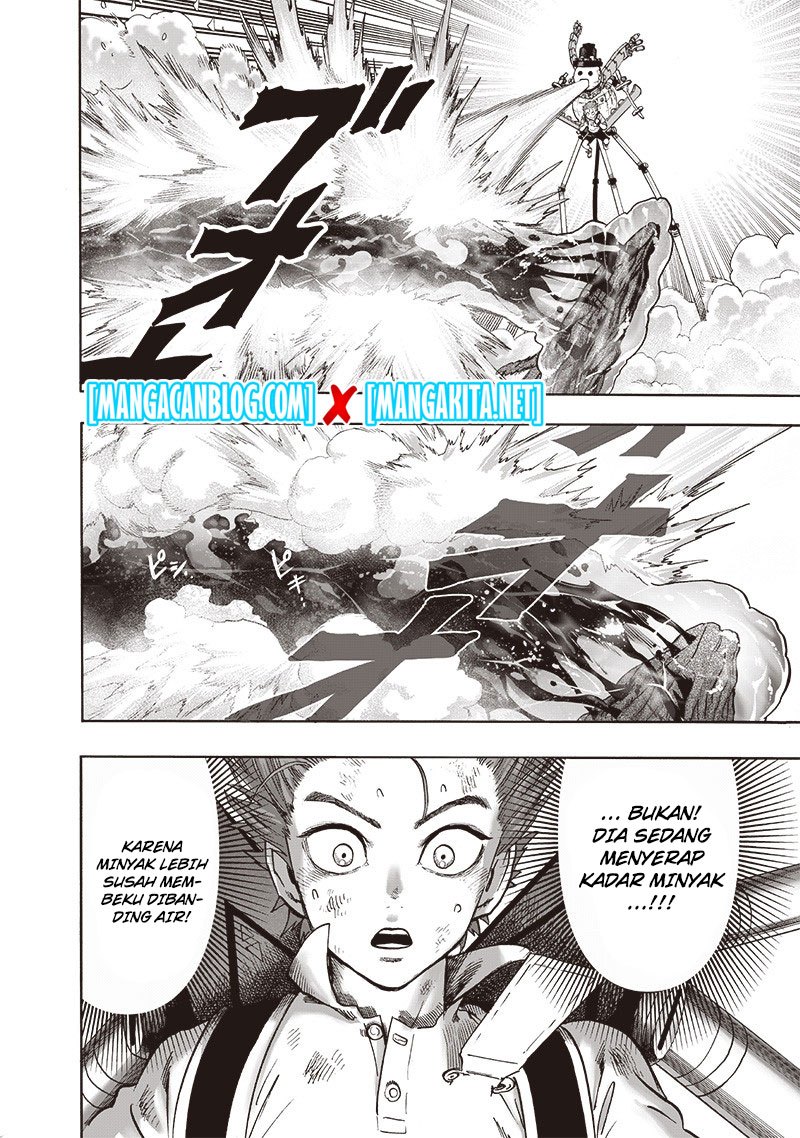 ブオ
[MANGACANBLOG.COM] X [MANGAKITA.NET]
ピシ
ピキ
... BUKAN!
DIA SEDANG
MENYERAP
KADAR MINYAK
...!!!
KARENA
MINYAK LEBIH
SUSAH MEM-
BEKU DIBAN-
DING AIR!